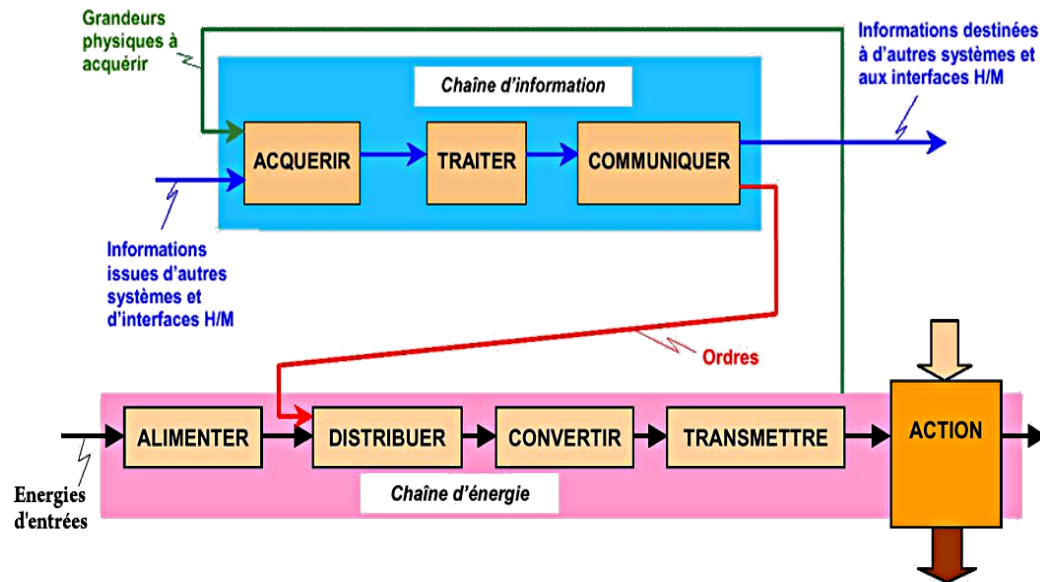 Grandeurs
physiques à
acquérir
Informations destinées
à d'autres systèmes et
aux interfaces H/M
Chaîne d'information
ACQUERIR
TRAITER
COMMUNIQUER
Informations
issues d'autres
systèmes et
d'interfaces H/M
Ordres
ALIMENTER
DISTRIBUER
CONVERTIR
TRANSMETTRE
ACTION
Chaîne d'énergie
Energies
d'entrées